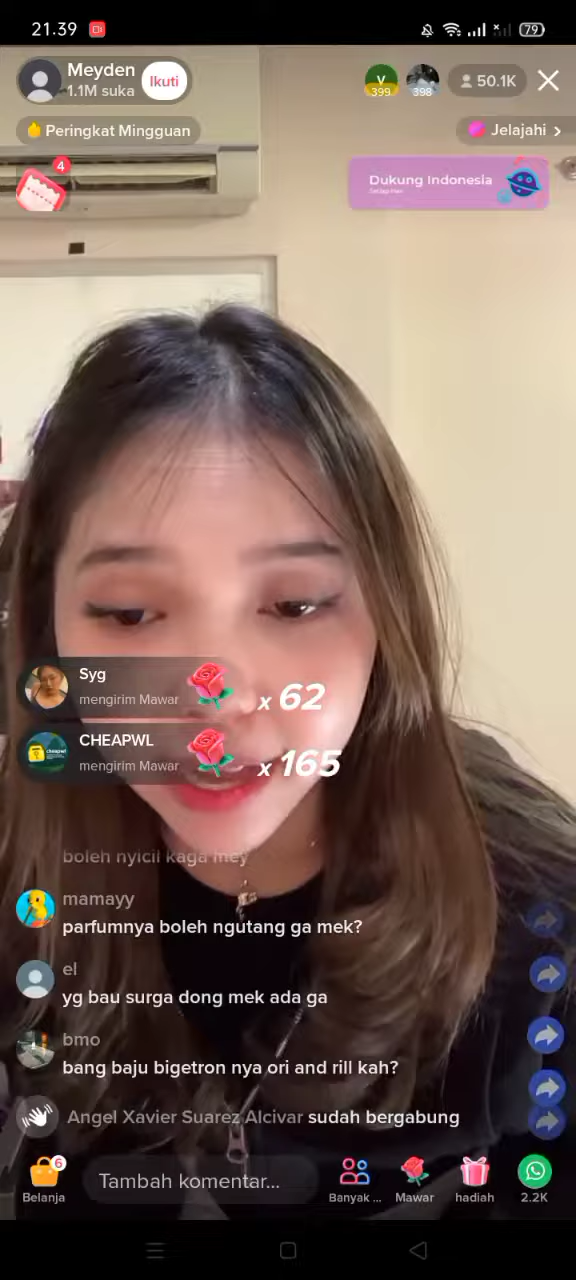 21.39
79
Meyden
1.1M suka
Ikuti
V
399
398
50.1K
Peringkat Mingguan
Jelajahi
4
Dukung Indonesia
Syg
mengirim Mawar
x 62
CHEAPWL
mengirim Mawar
x 165
boleh nyicil kaga mey
mamayy
parfumnya boleh ngutang ga mek?
el
yg bau surga dong mek ada ga
bmo
bang baju bigetron nya ori and rill kah?
Angel Xavier Suarez Alcivar sudah bergabung
6
Belanja
Tambah komentar...
Banyak ...
Mawar
hadiah
2.2K